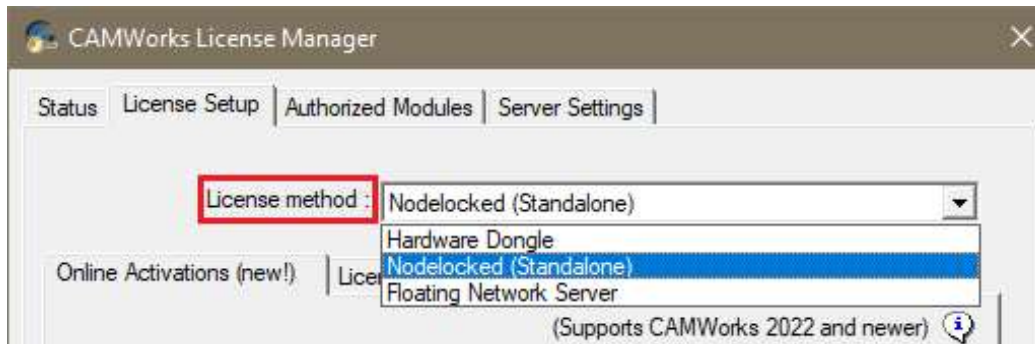 CAMWorks License Manager
Status License Setup Authorized Modules Server Settings
License method : Nodelocked (Standalone)
Hardware Dongle
Online Activations (new!) Nodelocked (Standalone)
Floating Network Server
(Supports CAMWorks 2022 and newer)